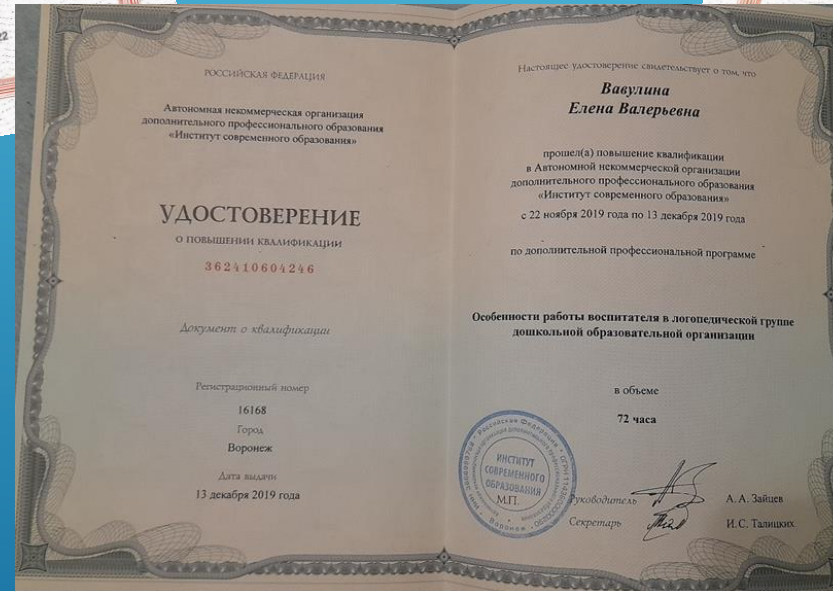 РОССИЙСКАЯ ФЕДЕРАЦИЯ
Автономная некоммерческая организация
дополнительного профессионального образования
«Институт современного образования»
УДОСТОВЕРЕНИЕ
О ПОВЫШЕНИИ КВАЛИФИКАЦИИ
362410604246
Документ о квалификации
Регистрационный номер
16168
Город
Воронеж
Дата выдачи
13 декабря 2019 года
Настоящее удостоверение свидетельствует о том, что
Вавулина
Елена Валерьевна
прошел(а) повышение квалификации
в Автономной некоммерческой организации
дополнительного профессионального образования
«Институт современного образования»
с 22 ноября 2019 года по 13 декабря 2019 года
по дополнительной профессиональной программе
Особенности работы воспитателя в логопедической группе
дошкольной образовательной организации
в объеме
72 часа
ИНСТИТУТ
СОВРЕМЕННОГО
ОБРАЗОВАНИЯ
М.П.
Российская Федерация
Воронеж
Руководитель
А. А. Зайцев
Секретарь
И.С. Талицких